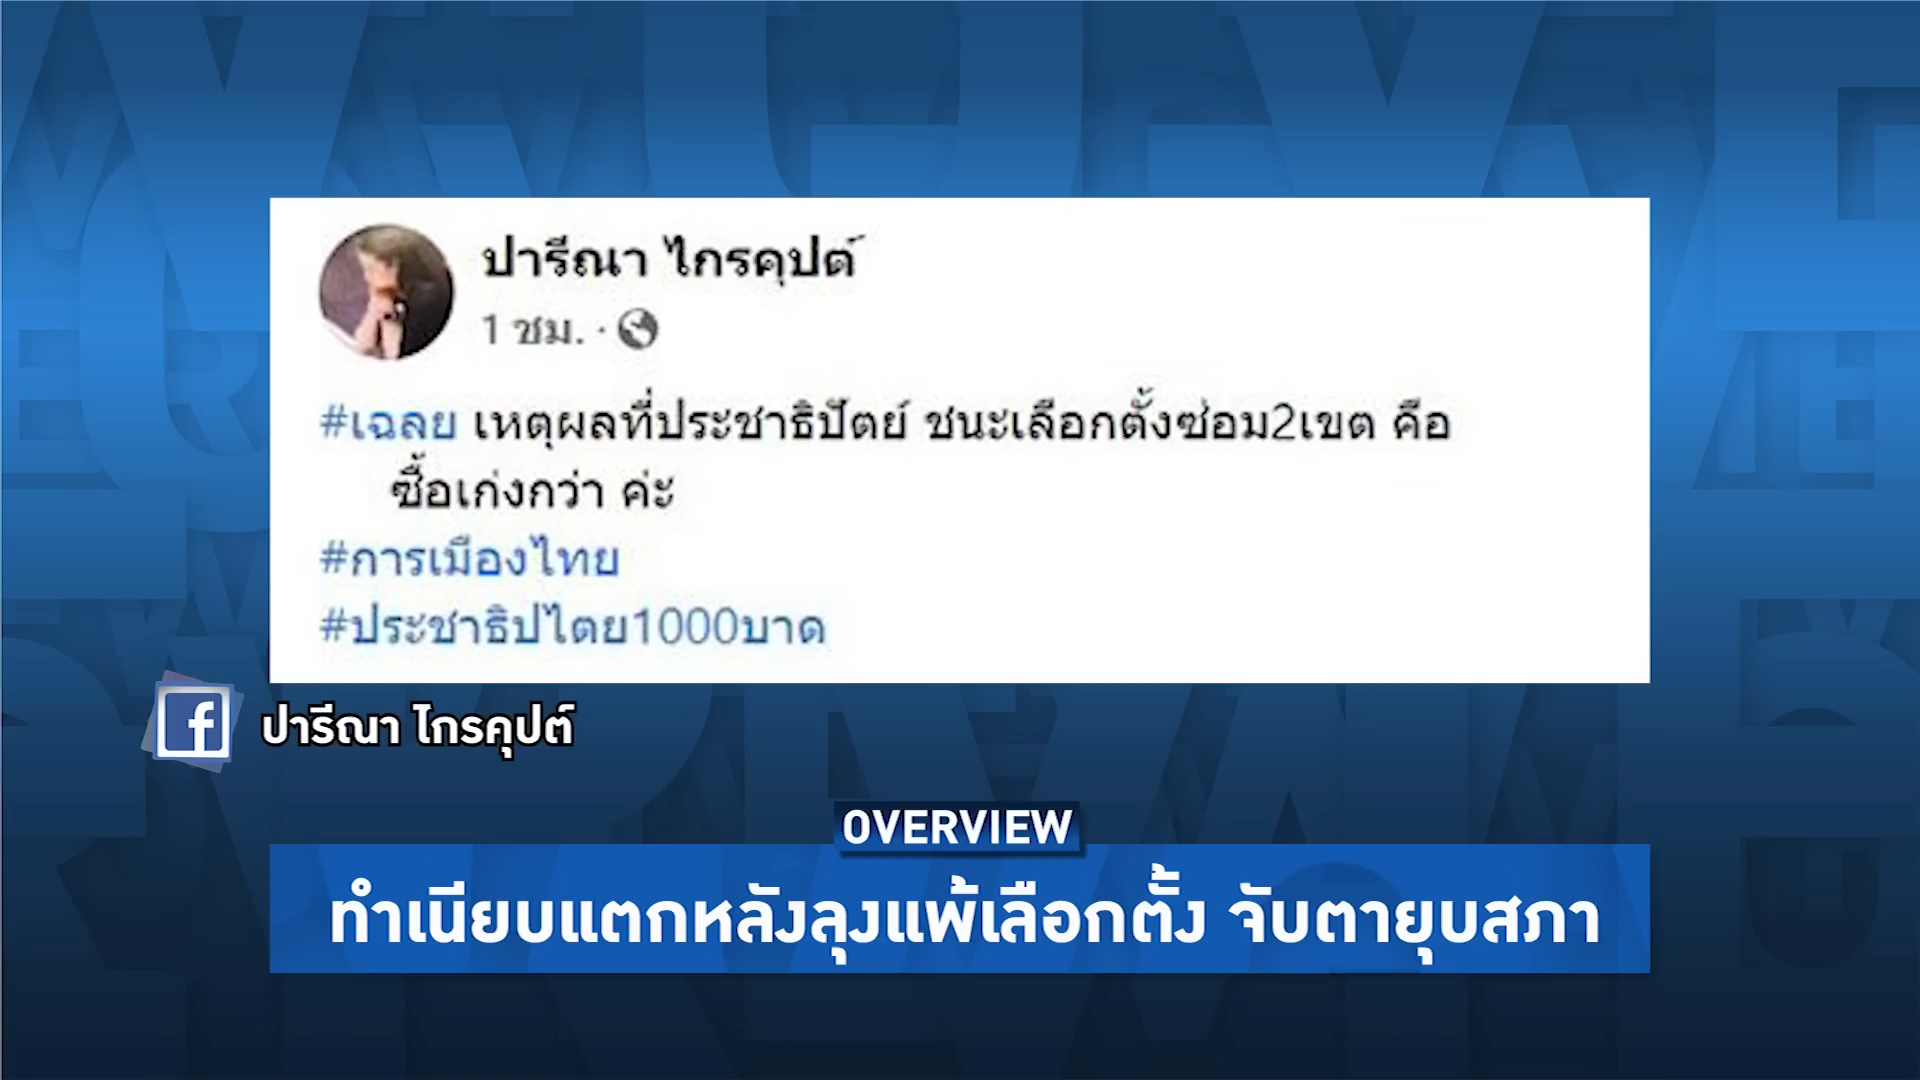 ปารีณา ไกรคุปต์
1 ชม. ·
#เฉลย เหตุผลที่ประชาธิปัตย์ ชนะเลือกตั้งซ่อม2เขต คือ
ซื้อเก่งกว่า ค่ะ
#การเมืองไทย
#ประชาธิปไตย1000บาด
f ปารีณา ไกรคุปต์
OVERVIEW
ทำเนียบแตกหลังลุงแพ้เลือกตั้ง จับตายุบสภา